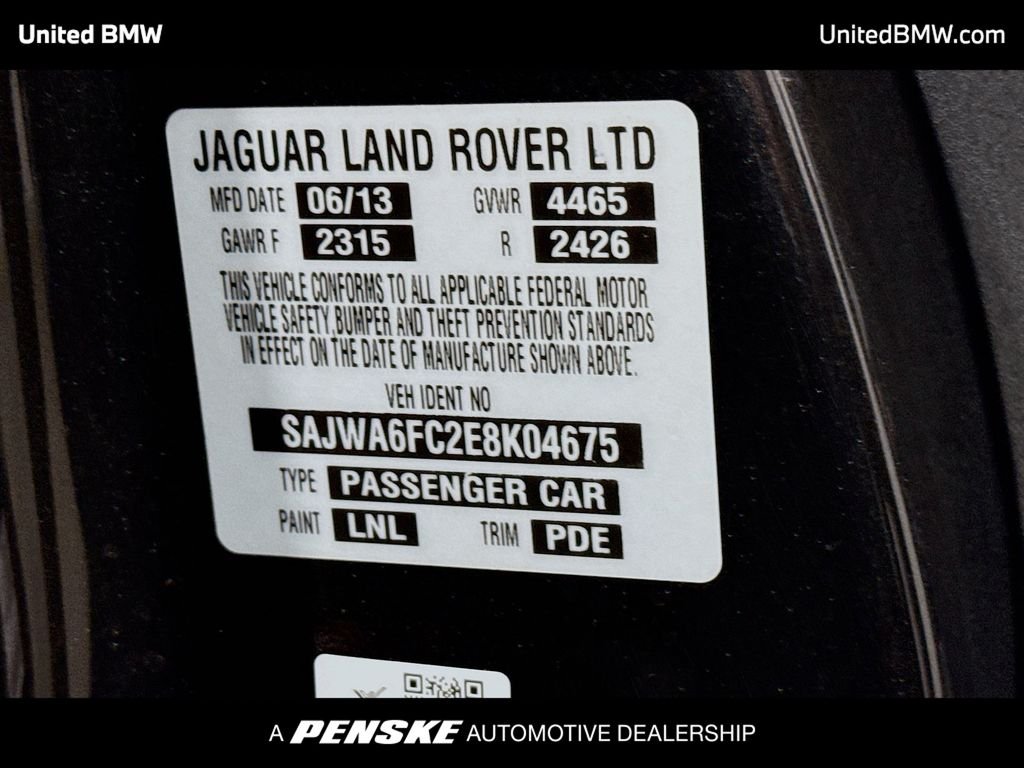 United BMW
UnitedBMW.com
JAGUAR LAND ROVER LTD
MFD DATE 06/13 GVWR 4465
GAWR F 2315 R 2426
THIS VEHICLE CONFORMS TO ALL APPLICABLE FEDERAL MOTOR
VEHICLE SAFETY,BUMPER AND THEFT PREVENTION STANDARDS
IN EFFECT ON THE DATE OF MANUFACTURE SHOWN ABOVE.
VEH IDENT NO
SAJWA6FC2E8K04675
TYPE PASSENGER CAR
PAINT LNL TRIM PDE
A PENSKE AUTOMOTIVE DEALERSHIP